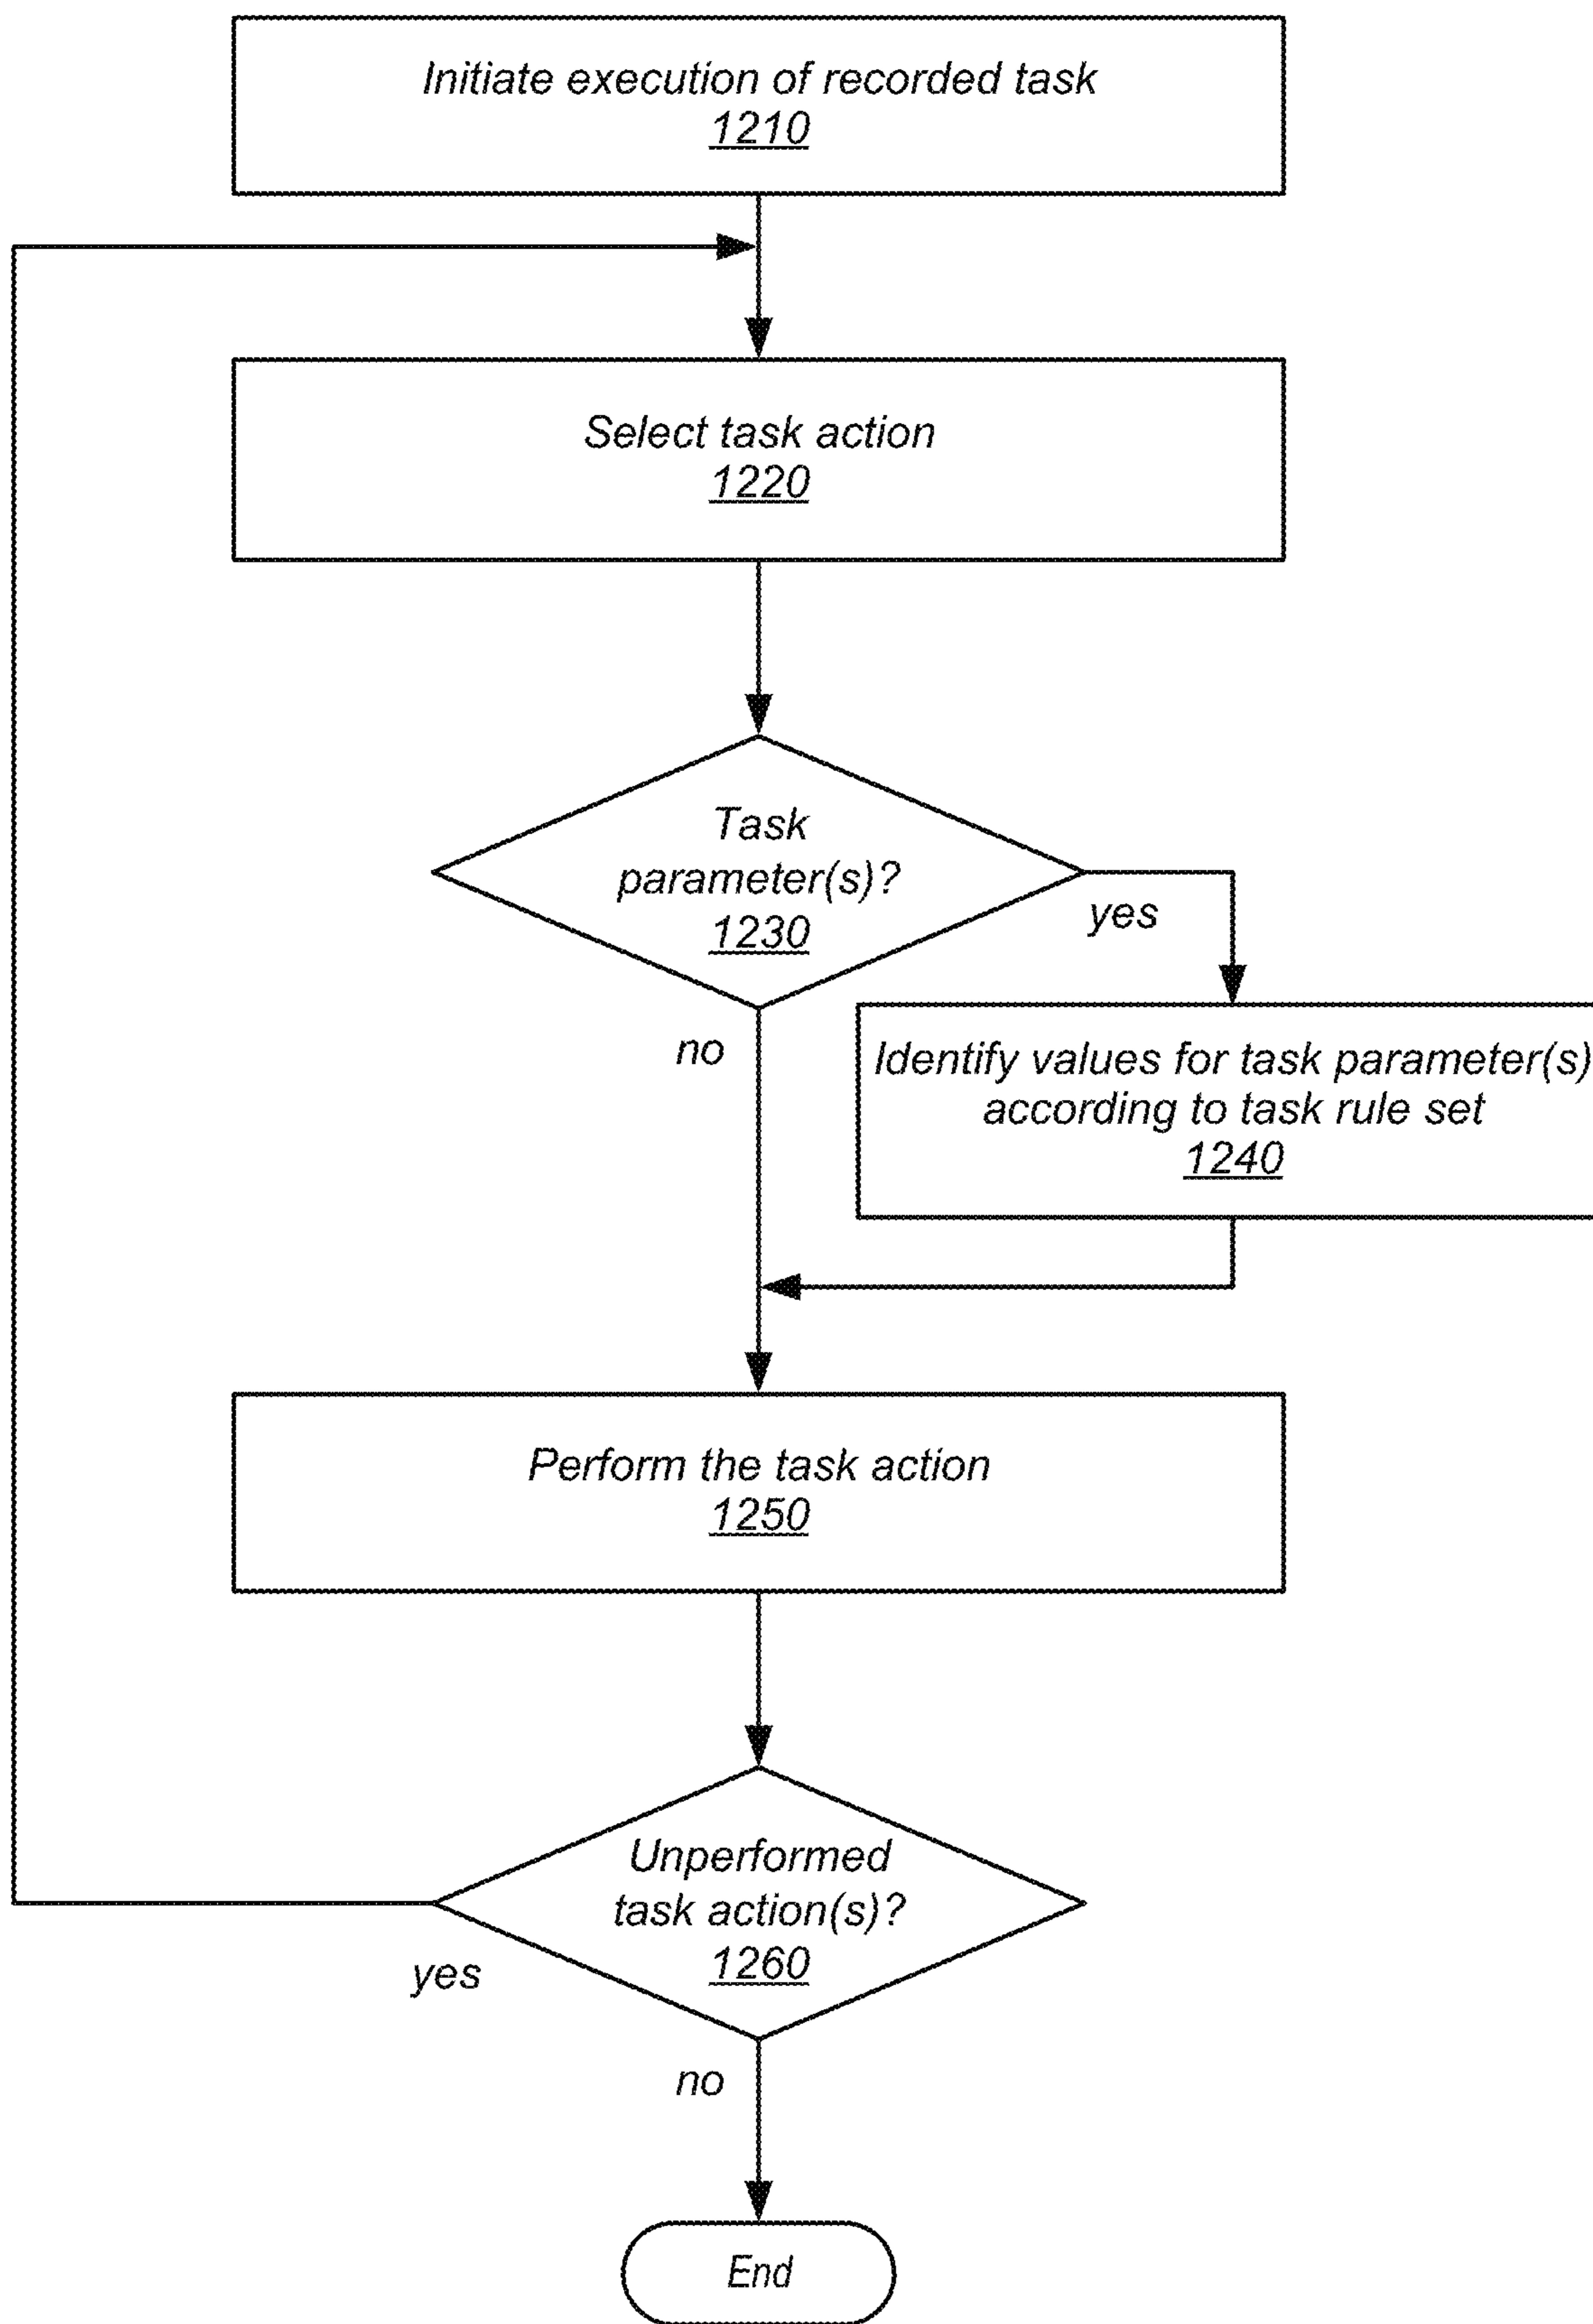 Initiate execution of recorded task
1210
Select task action
1220
Task
parameter(s)?
1230
yes
no
Identify values for task parameter(s)
according to task rule set
1240
Perform the task action
1250
Unperformed
task action(s)?
1260
yes
no
End